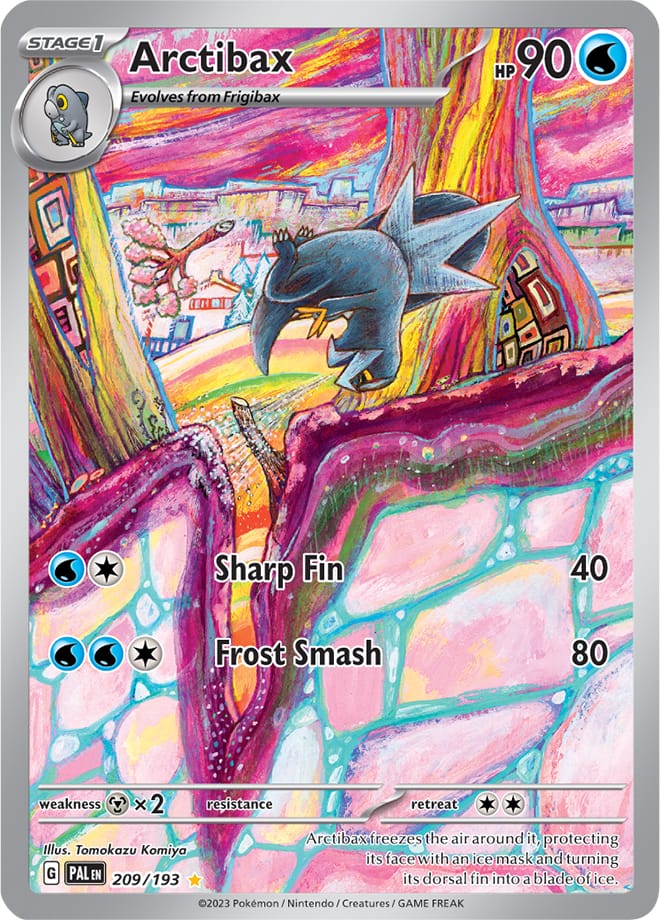 STAGE1
Arctibax
HP 90
Evolves from Frigibax
Sharp Fin 40
Frost Smash 80
weakness ×2 resistance retreat
Illus. Tomokazu Komiya
Arctibax freezes the air around it, protecting
its face with an ice mask and turning
its dorsal fin into a blade of ice.
G PAL EN 209/193
©2023 Pokémon / Nintendo / Creatures / GAME FREAK